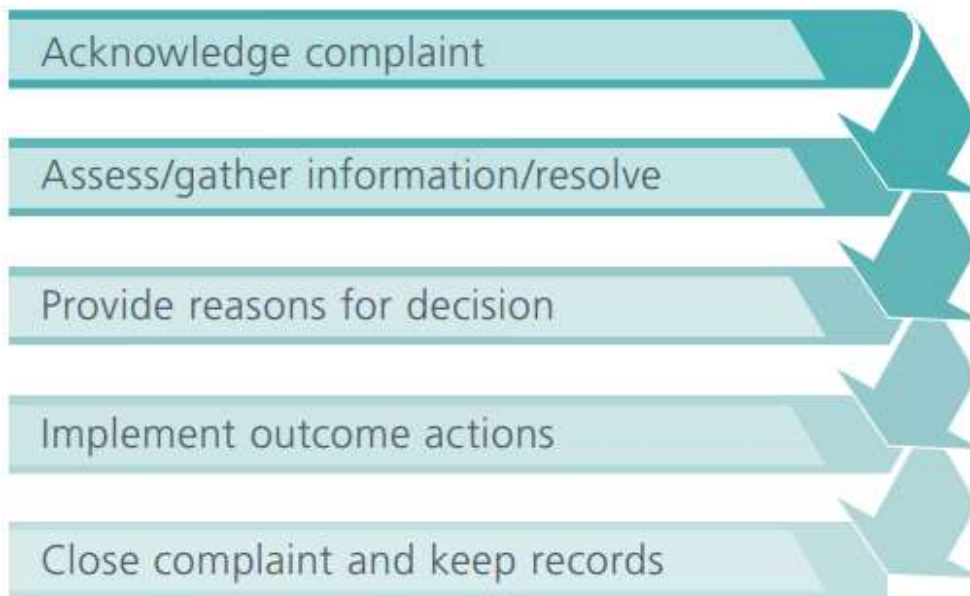 Acknowledge complaint
Assess/gather information/resolve
Provide reasons for decision
Implement outcome actions
Close complaint and keep records